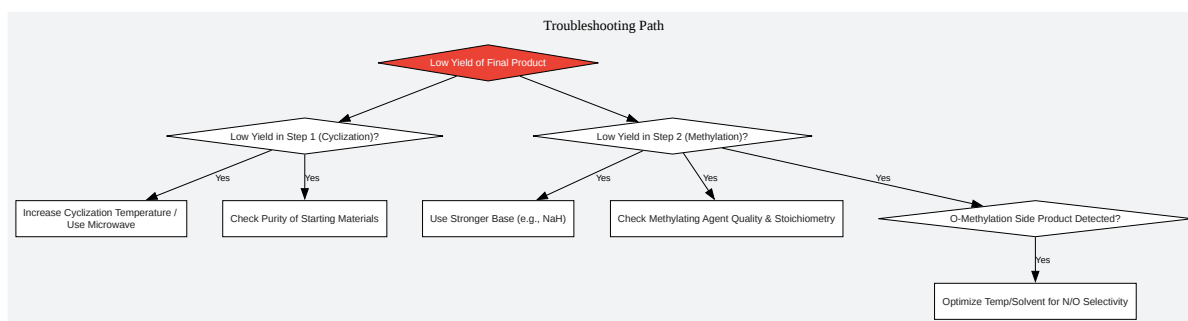 Troubleshooting Path
Low Yield of Final Product
Low Yield in Step 1 (Cyclization)?
Low Yield in Step 2 (Methylation)?
Yes
Yes
Yes
Yes
Yes
Increase Cyclization Temperature /
Use Microwave
Check Purity of Starting Materials
Use Stronger Base (e.g., NaH)
Check Methylating Agent Quality & Stoichiometry
O-Methylation Side Product Detected?
Yes
Optimize Temp/Solvent for N/O Selectivity